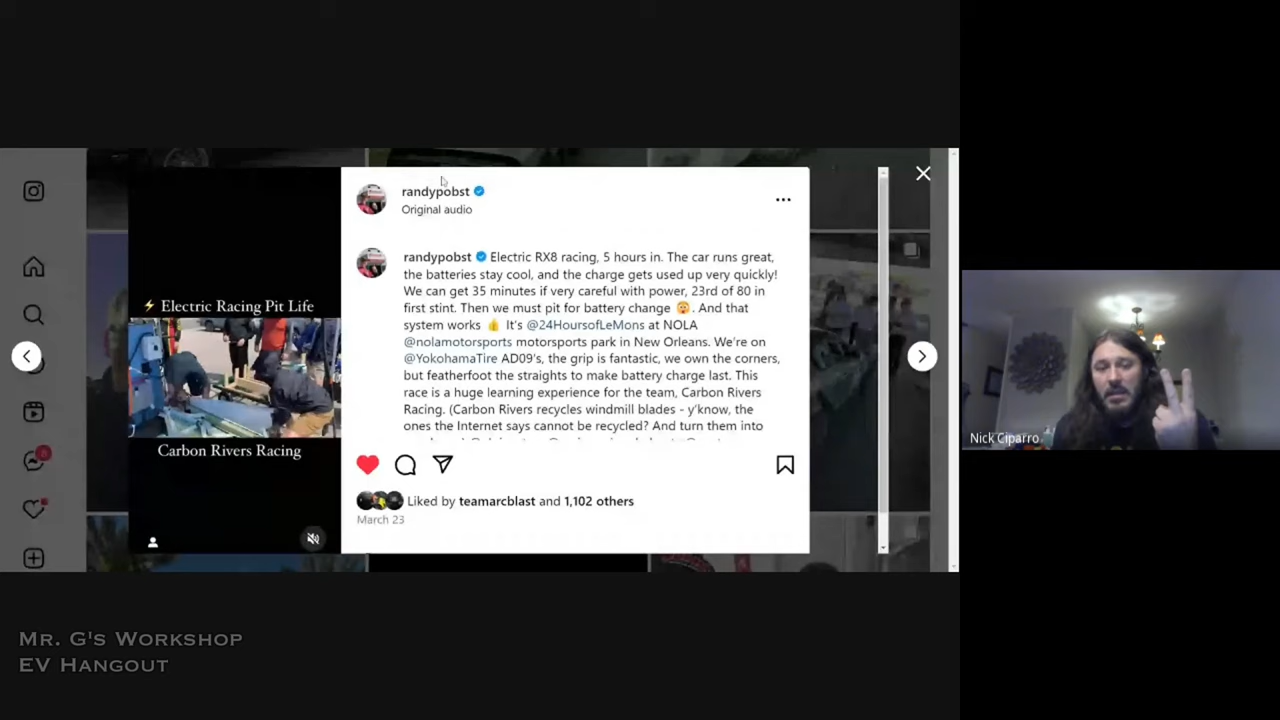 randypobst
Original audio
randypobst Electric RX8 racing, 5 hours in. The car runs great,
the batteries stay cool, and the charge gets used up very quickly!
We can get 35 minutes if very careful with power, 23rd of 80 in
first stint. Then we must pit for battery change 🤯. And that
system works 👍 It's @24HoursofLeMons at NOLA
@nolamotorsports motorsports park in New Orleans. We're on
@YokohamaTire AD09's, the grip is fantastic, we own the corners,
but featherfoot the straights to make battery charge last. This
race is a huge learning experience for the team, Carbon Rivers
Racing. (Carbon Rivers recycles windmill blades - y'know, the
ones the Internet says cannot be recycled? And turn them into
Liked by teamarcblast and 1,102 others
March 23
⚡ Electric Racing Pit Life
Carbon Rivers Racing
Nick Ciparro
Mr. G's Workshop
EV Hangout